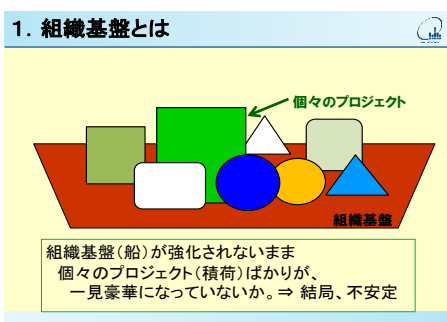 1. 組織基盤とは
個々のプロジェクト
組織基盤
組織基盤（船）が強化されないまま
個々のプロジェクト（積荷）ばかりが、
一見豪華になっていないか。⇒ 結局、不安定